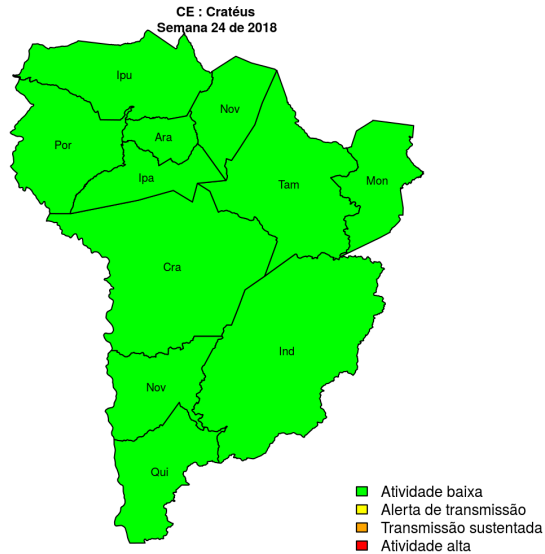 CE : Cratéus
Semana 24 de 2018
Ipu
Nov
Por
Ara
Ipa
Tam
Mon
Cra
Ind
Nov
Qui
Atividade baixa
Alerta de transmissão
Transmissão sustentada
Atividade alta